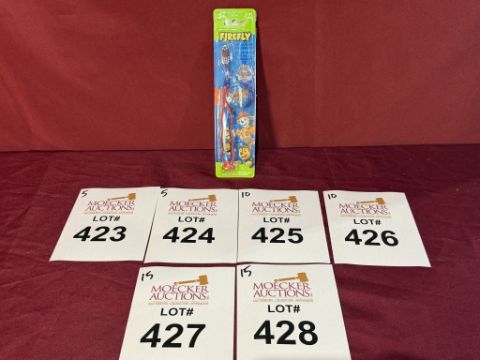 FIREFLY
5
MOECKER
AUCTIONS
LOT#
423
5
MOECKER
AUCTIONS
LOT#
424
10
MOECKER
AUCTIONS
LOT#
425
10
MOECKER
AUCTIONS
LOT#
426
15
MOECKER
AUCTIONS
LOT#
427
15
MOECKER
AUCTIONS
LOT#
428